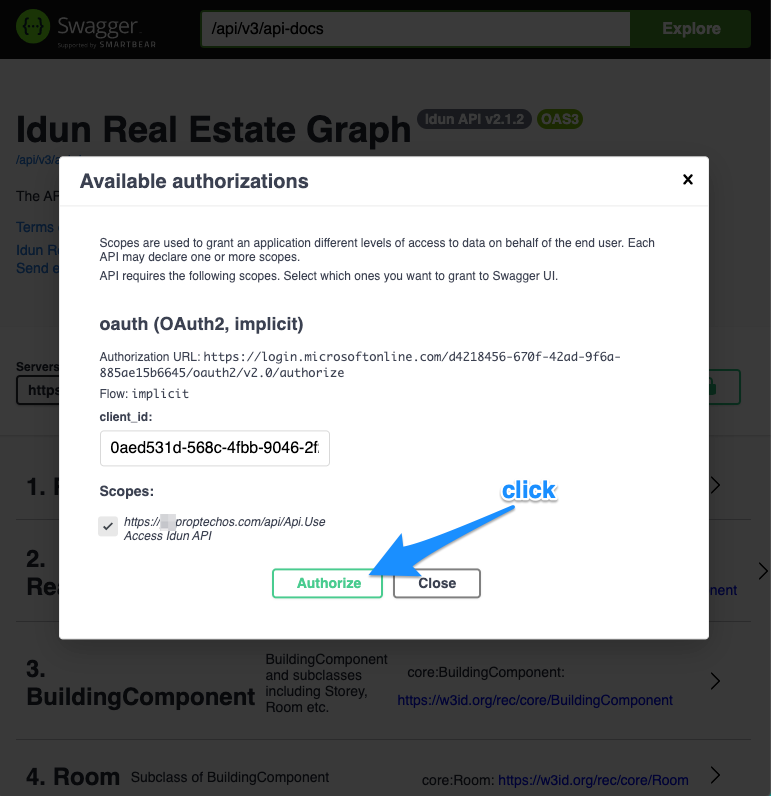 Swagger
Supported by SMARTBEAR
/api/v3/api-docs
Explore
Idun Real Estate Graph
Idun API v2.1.2
OAS3
/api/v3/
The
Terms
Idun
Send
Available authorizations
Scopes are used to grant an application different levels of access to data on behalf of the end user. Each
API may declare one or more scopes.
API requires the following scopes. Select which ones you want to grant to Swagger UI.
oauth (OAuth2, implicit)
Authorization URL: https://login.microsoftonline.com/d4218456-670f-42ad-9f6a-
885ae15b6645/oauth2/v2.0/authorize
Flow: implicit
client_id:
0aed531d-568c-4fbb-9046-2f
Scopes:
https://proptechos.com/api/Api.Use
Access Idun API
click
Authorize
Close
Servers
https
1.
2.
Rea
nent
3.
BuildingComponent
BuildingComponent
and subclasses
including Storey,
Room etc.
core:BuildingComponent:
https://w3id.org/rec/core/BuildingComponent
4. Room
Subclass of BuildingComponent
core:Room: https://w3id.org/rec/core/Room